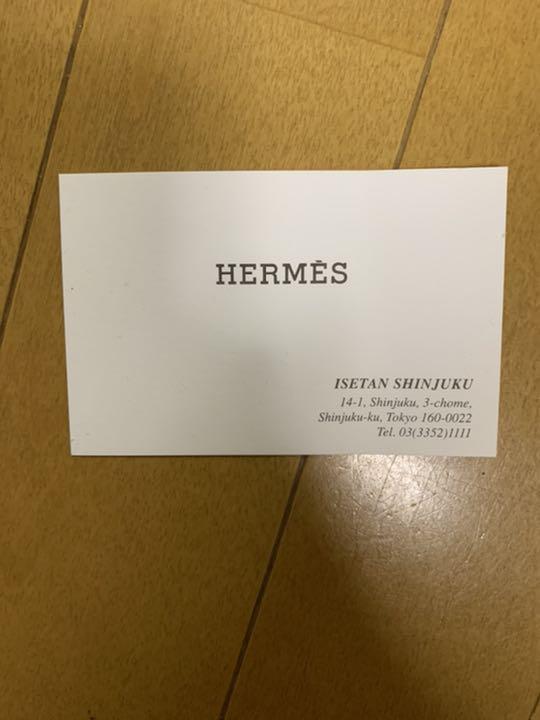 HERMÈS
ISETAN SHINJUKU
14-1, Shinjuku, 3-chome,
Shinjuku-ku, Tokyo 160-0022
Tel. 03(3352)1111